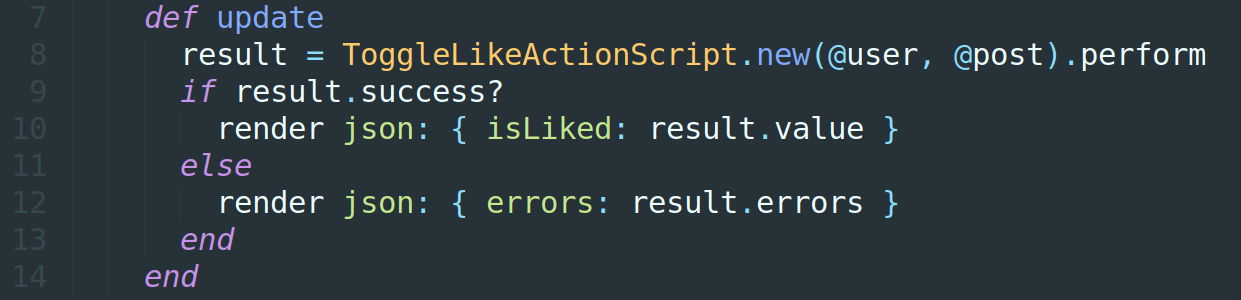 7 def update
8 result = ToggleLikeActionScript.new(@user, @post).perform
9 if result.success?
10 render json: { isLiked: result.value }
11 else
12 render json: { errors: result.errors }
13 end
14 end